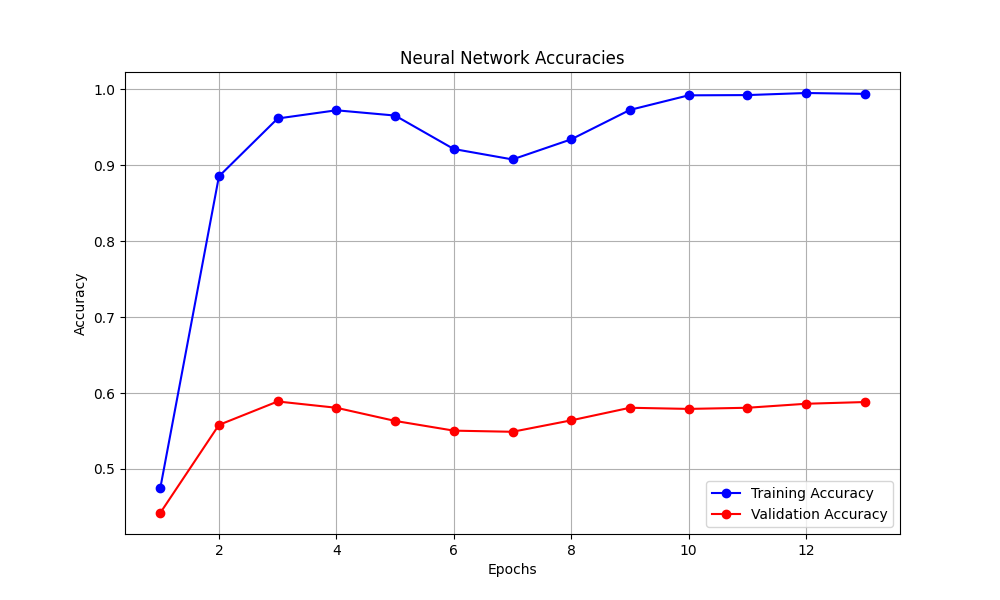 Neural Network Accuracies
1.0
0.9
0.8
0.7
0.6
0.5
Accuracy
2 4 6 8 10 12
Epochs
Training Accuracy
Validation Accuracy